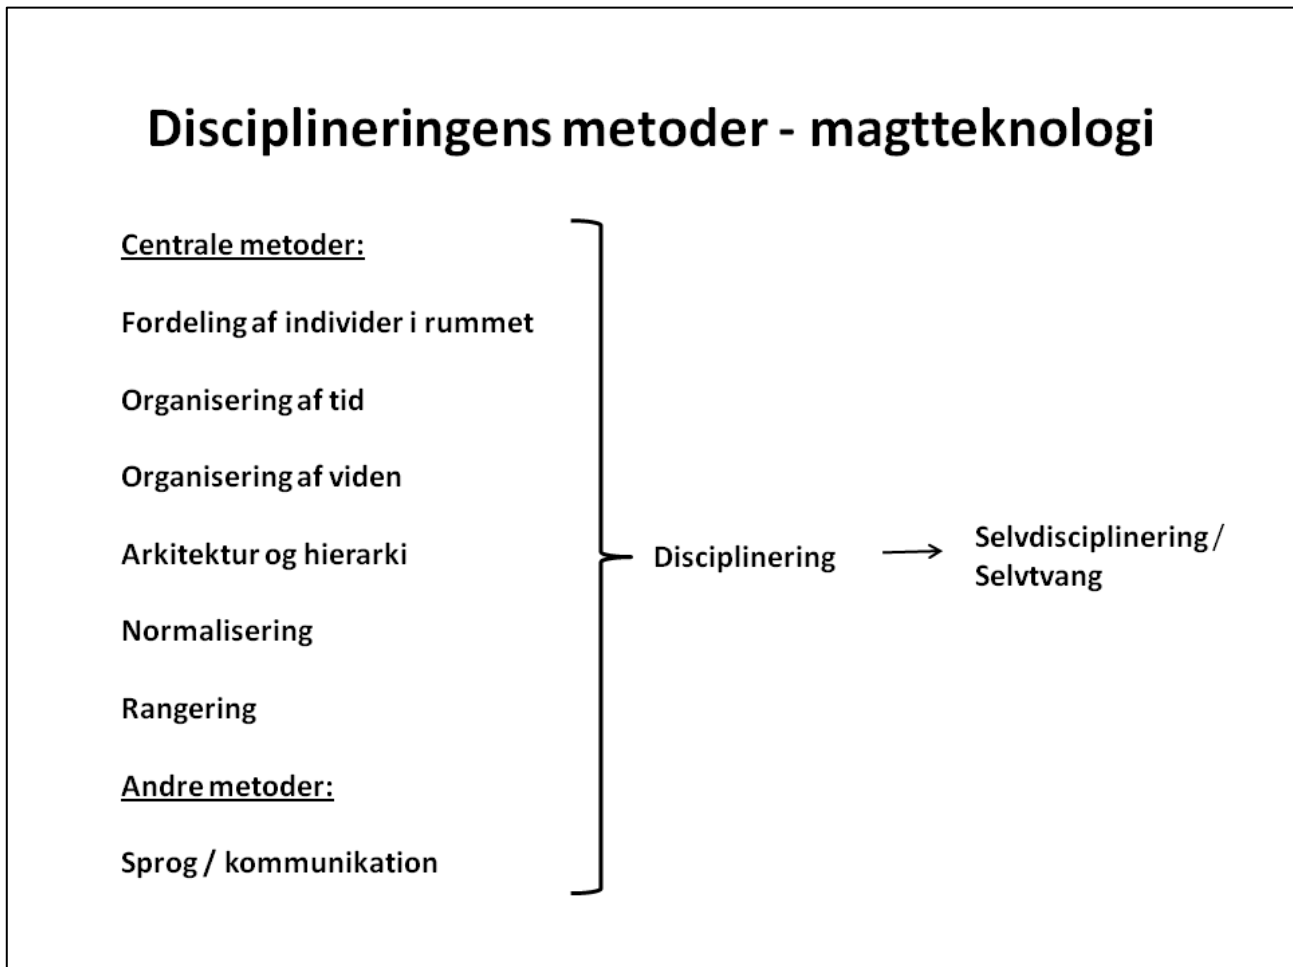 Disciplineringens metoder - magtteknologi
Centrale metoder:
Fordeling af individer i rummet
Organisering af tid
Organisering af viden
Arkitektur og hierarki
Normalisering
Rangering
Andre metoder:
Sprog / kommunikation
Disciplinering
Selvdisciplinering /
Selvtvang